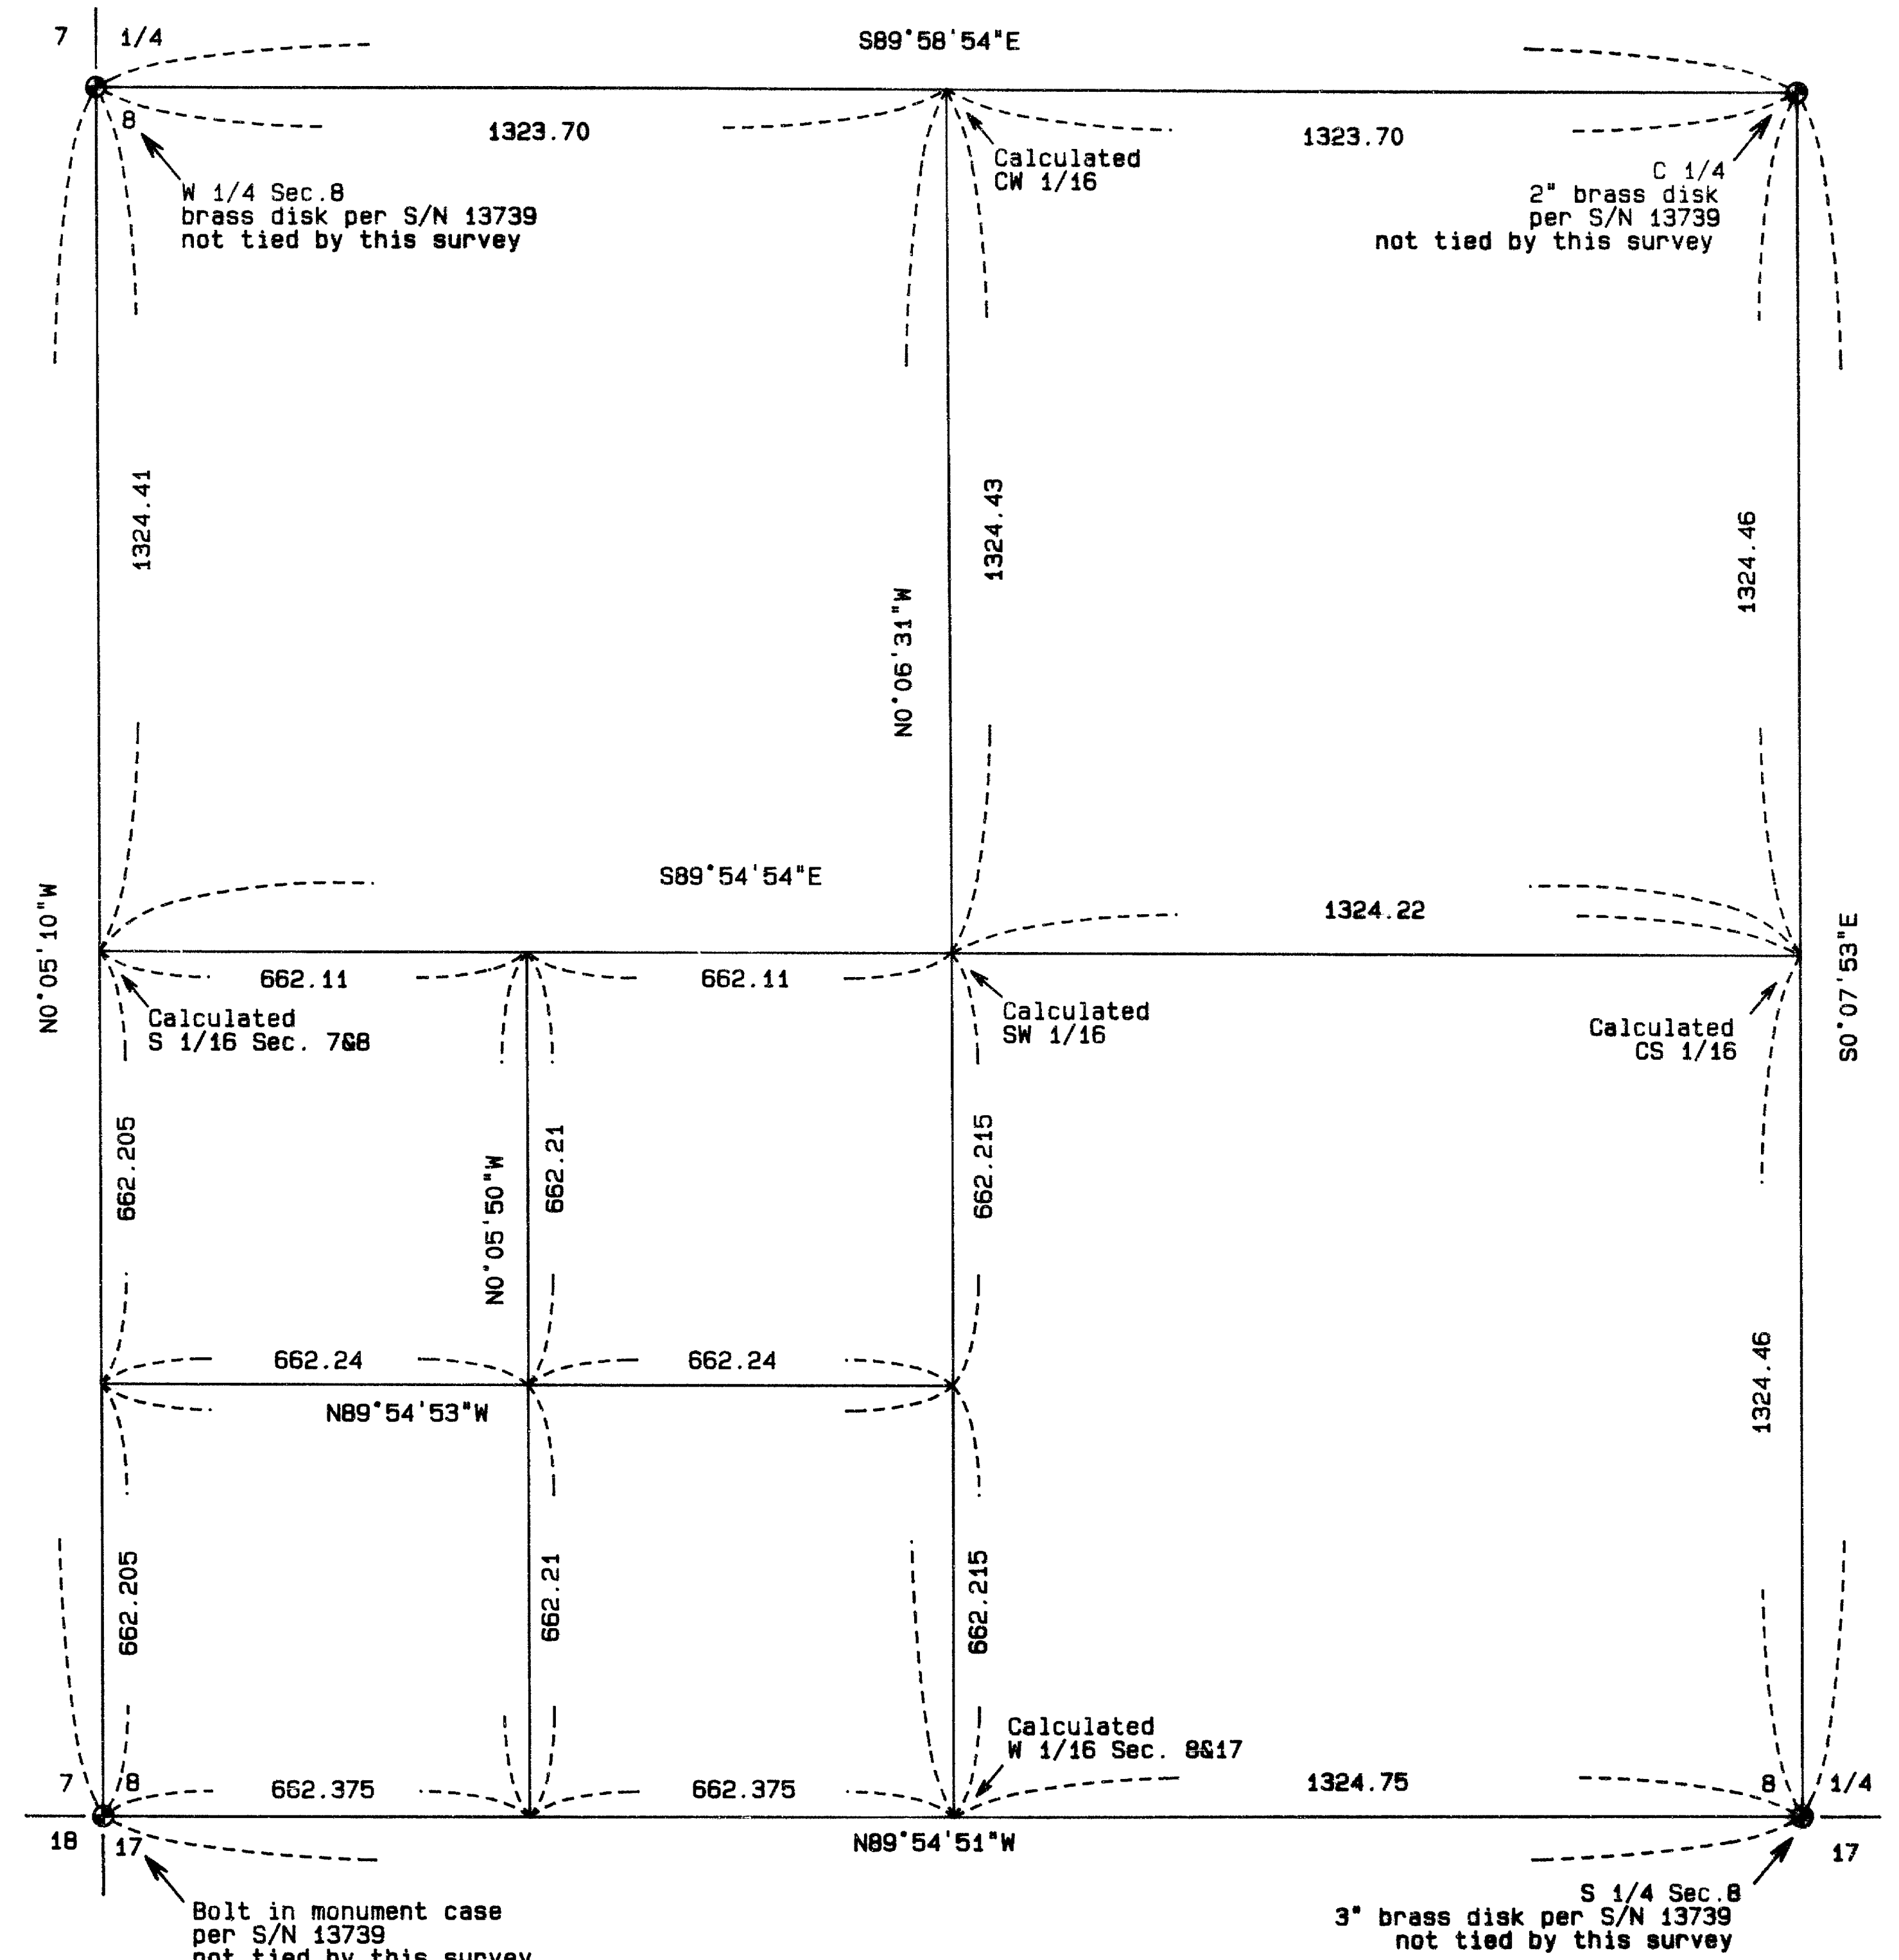 7 1/4
S89°58'54"E
8
1323.70
1323.70
Calculated
CW 1/16
W 1/4 Sec.8
brass disk per S/N 13739
not tied by this survey
C 1/4
2" brass disk
per S/N 13739
not tied by this survey
1324.41
1324.43
1324.46
N0°06'31"W
S89°54'54"E
N0°05'10"W
1324.22
S0°07'53"E
662.11
662.11
Calculated
S 1/16 Sec. 7&8
Calculated
SW 1/16
Calculated
CS 1/16
662.205
662.21
662.215
N0°05'50"W
662.24
662.24
1324.46
N89°54'53"W
662.205
662.21
662.215
Calculated
W 1/16 Sec. 8&17
7 8
662.375
662.375
1324.75
8 1/4
18 17
N89°54'51"W
17
Bolt in monument case
per S/N 13739
not tied by this survey
S 1/4 Sec.8
3" brass disk per S/N 13739
not tied by this survey